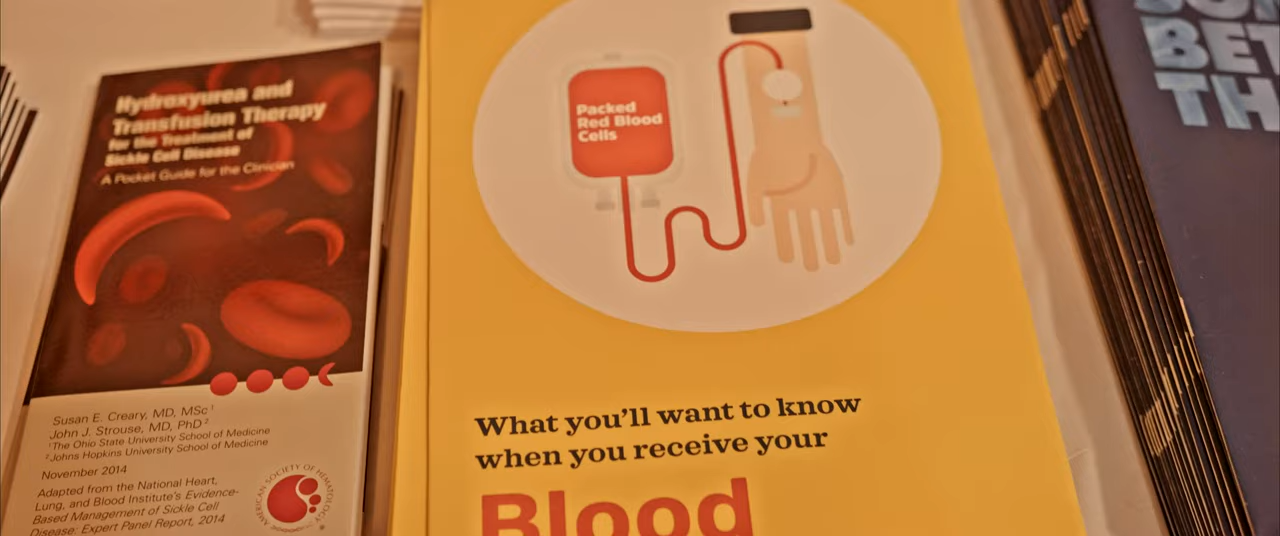 Hydroxyurea and
Transfusion Therapy
for the Treatment of
Sickle Cell Disease
A Pocket Guide for the Clinician
Susan E. Creary, MD, MSc 1
John J. Strouse, MD, PhD 2
1The Ohio State University School of Medicine
2Johns Hopkins University School of Medicine
November 2014
Adapted from the National Heart,
Lung, and Blood Institute's Evidence-
Based Management of Sickle Cell
Disease: Expert Panel Report, 2014
AMERICAN SOCIETY OF HEMATOLOGY
Packed
Red Blood
Cells
What you'll want to know
when you receive your
Blood
BET
TH